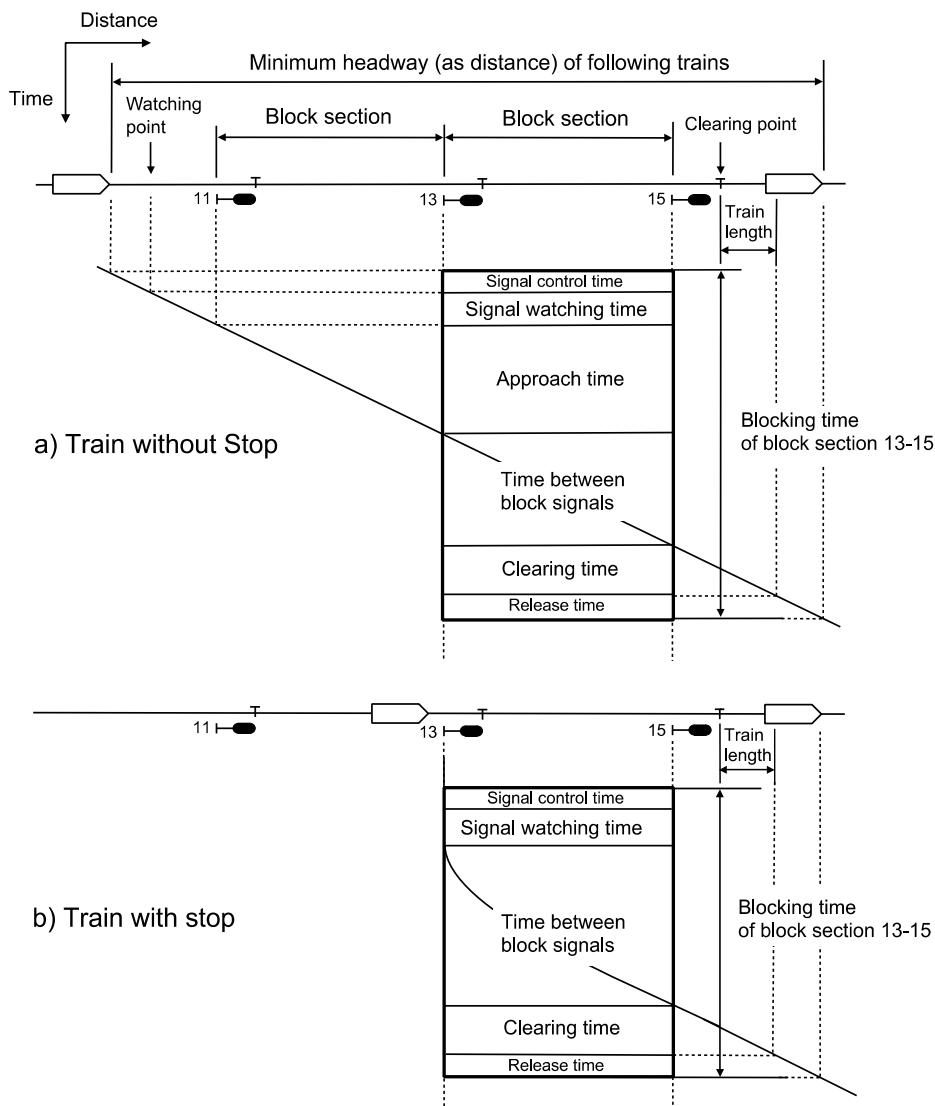 Distance
Minimum headway (as distance) of following trains
Time
Watching
point
Block section
Block section
Clearing point
11
13
15
Train
length
Signal control time
Signal watching time
Approach time
Blocking time
of block section 13-15
a) Train without Stop
Time between
block signals
Clearing time
Release time
11
13
15
Train
length
Signal control time
Signal watching time
b) Train with stop
Time between
block signals
Blocking time
of block section 13-15
Clearing time
Release time